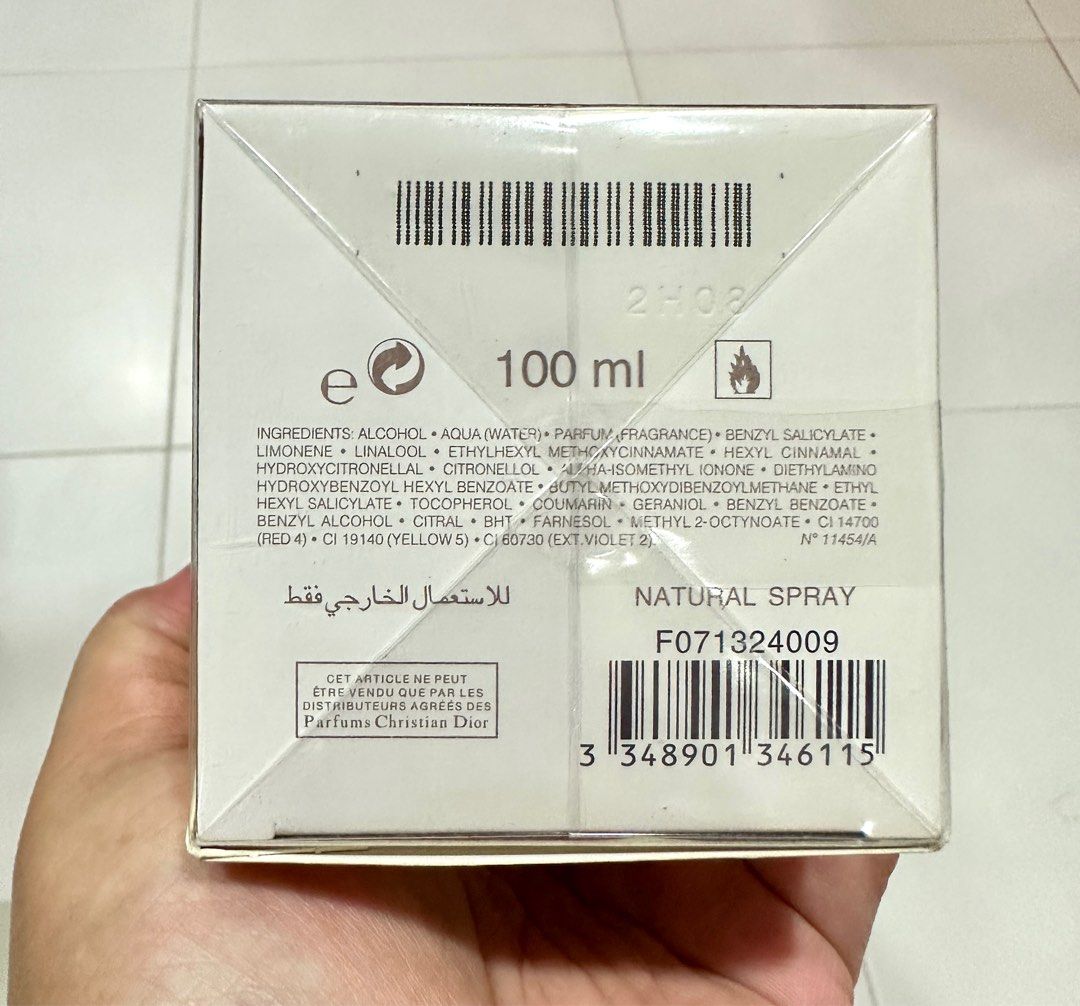 2H08
e 100 ml
INGREDIENTS: ALCOHOL • AQUA (WATER) • PARFUM (FRAGRANCE) • BENZYL SALICYLATE •
LIMONENE • LINALOOL • ETHYLHEXYL METHOXYCINNAMATE • HEXYL CINNAMAL •
HYDROXYCITRONELLAL • CITRONELLOL • ALPHA-ISOMETHYL IONONE • DIETHYLAMINO
HYDROXYBENZOYL HEXYL BENZOATE • BUTYL METHOXYDIBENZOYLMETHANE • ETHYL
HEXYL SALICYLATE • TOCOPHEROL • COUMARIN • GERANIOL • BENZYL BENZOATE •
BENZYL ALCOHOL • CITRAL • BHT • FARNESOL • METHYL 2-OCTYNOATE • CI 14700
(RED 4) • CI 19140 (YELLOW 5) • CI 60730 (EXT. VIOLET 2). N° 11454/A
للاستعمال الخارجي فقط
NATURAL SPRAY
F071324009
CET ARTICLE NE PEUT
ÊTRE VENDU QUE PAR LES
DISTRIBUTEURS AGRÉÉS DES
Parfums Christian Dior
3 348901 346115